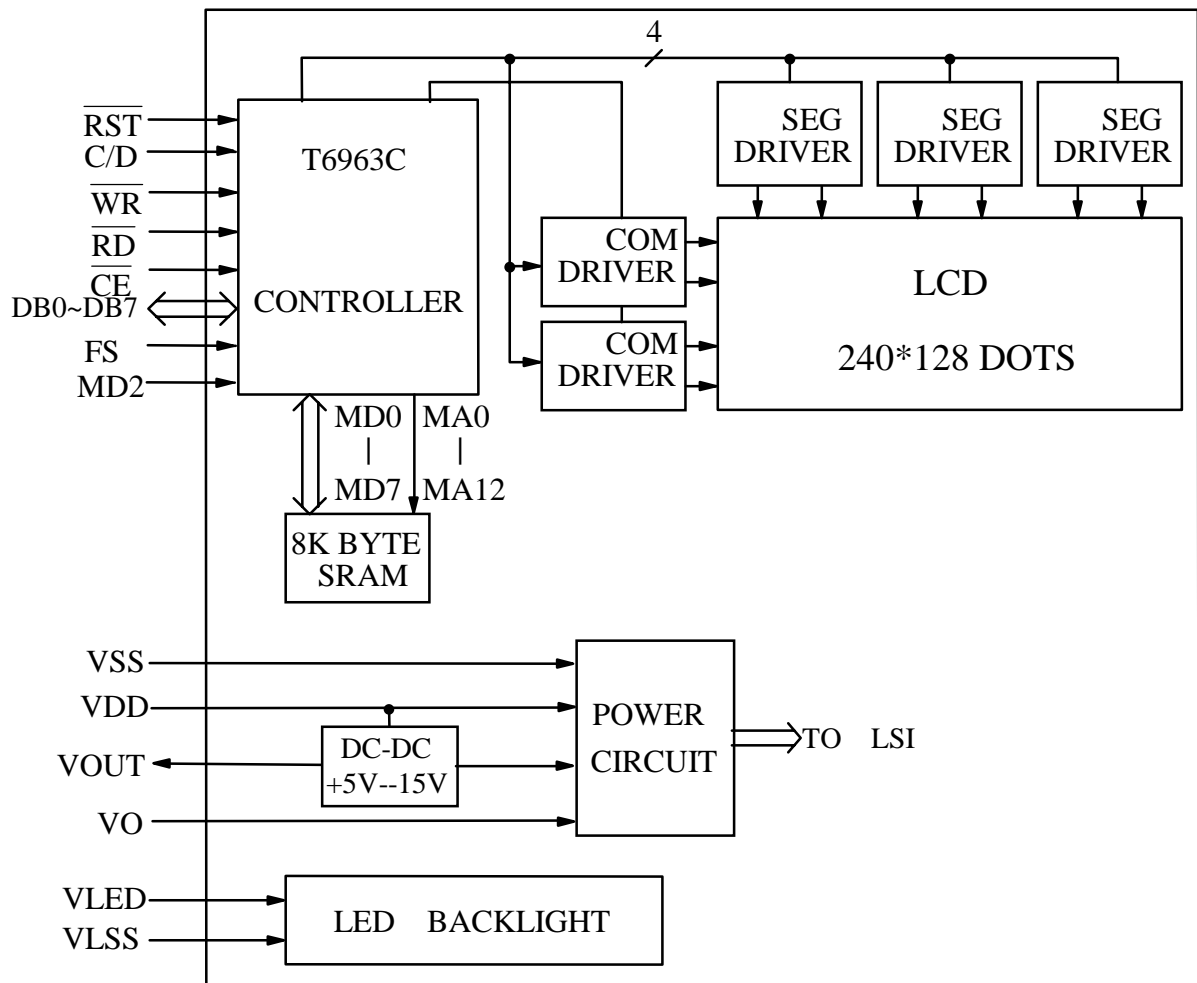 4
RST
C/D
WR
RD
CE
DB0~DB7
FS
MD2
T6963C
CONTROLLER
SEG
DRIVER
SEG
DRIVER
SEG
DRIVER
COM
DRIVER
COM
DRIVER
LCD
240*128 DOTS
MD0
|
MD7
MA0
|
MA12
8K BYTE
SRAM
VSS
VDD
VOUT
VO
DC-DC
+5V--15V
POWER
CIRCUIT
TO LSI
VLED
VLSS
LED BACKLIGHT